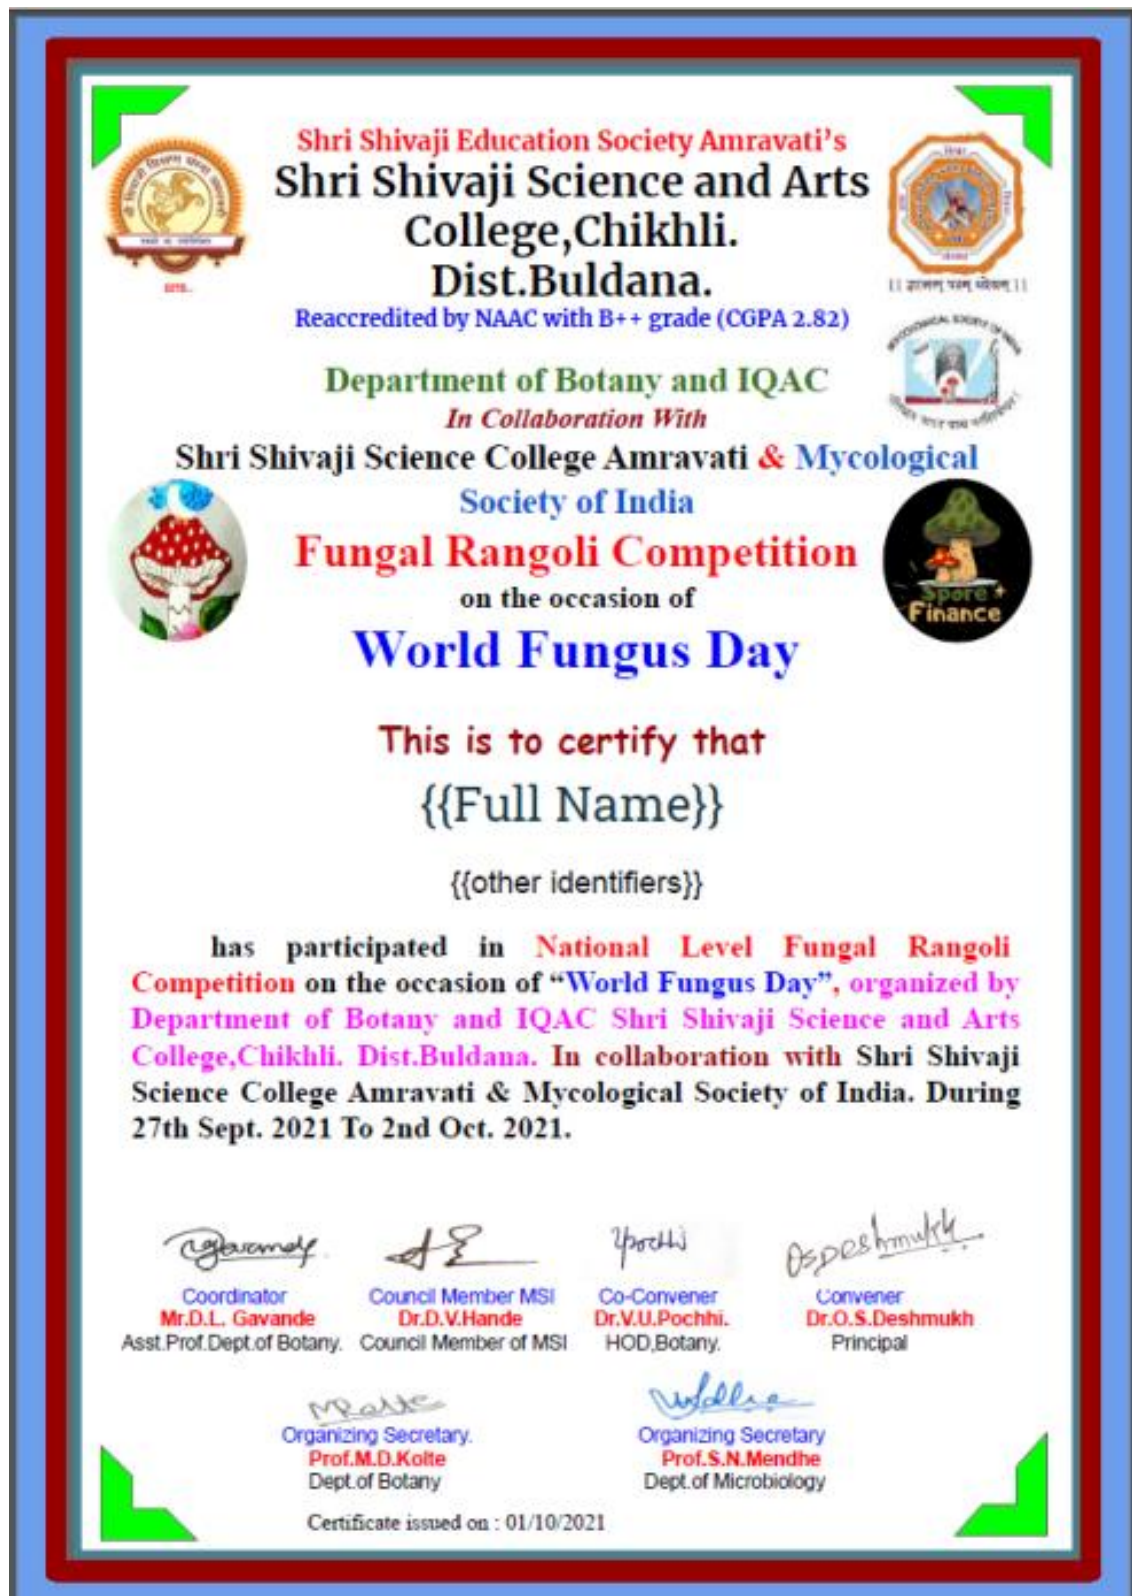 Shri Shivaji Education Society Amravati's
Shri Shivaji Science and Arts
College,Chikhli.
Dist.Buldana.
Reaccredited by NAAC with B++ grade (CGPA 2.82)
Department of Botany and IQAC
In Collaboration With
Shri Shivaji Science College Amravati & Mycological
Society of India
Fungal Rangoli Competition
on the occasion of
World Fungus Day
Spore
Finance
This is to certify that
{{Full Name}}
{{other identifiers}}
has participated in National Level Fungal Rangoli
Competition on the occasion of “World Fungus Day”, organized by
Department of Botany and IQAC Shri Shivaji Science and Arts
College,Chikhli. Dist.Buldana. In collaboration with Shri Shivaji
Science College Amravati & Mycological Society of India. During
27th Sept. 2021 To 2nd Oct. 2021.
Coordinator
Mr.D.L. Gavande
Asst.Prof.Dept.of Botany.
Council Member MSI
Dr.D.V.Hande
Council Member of MSI
Co-Convener
Dr.V.U.Pochhi.
HOD,Botany.
Convener
Dr.O.S.Deshmukh
Principal
Organizing Secretary.
Prof.M.D.Kolte
Dept.of Botany
Organizing Secretary
Prof.S.N.Mendhe
Dept.of Microbiology
Certificate issued on : 01/10/2021